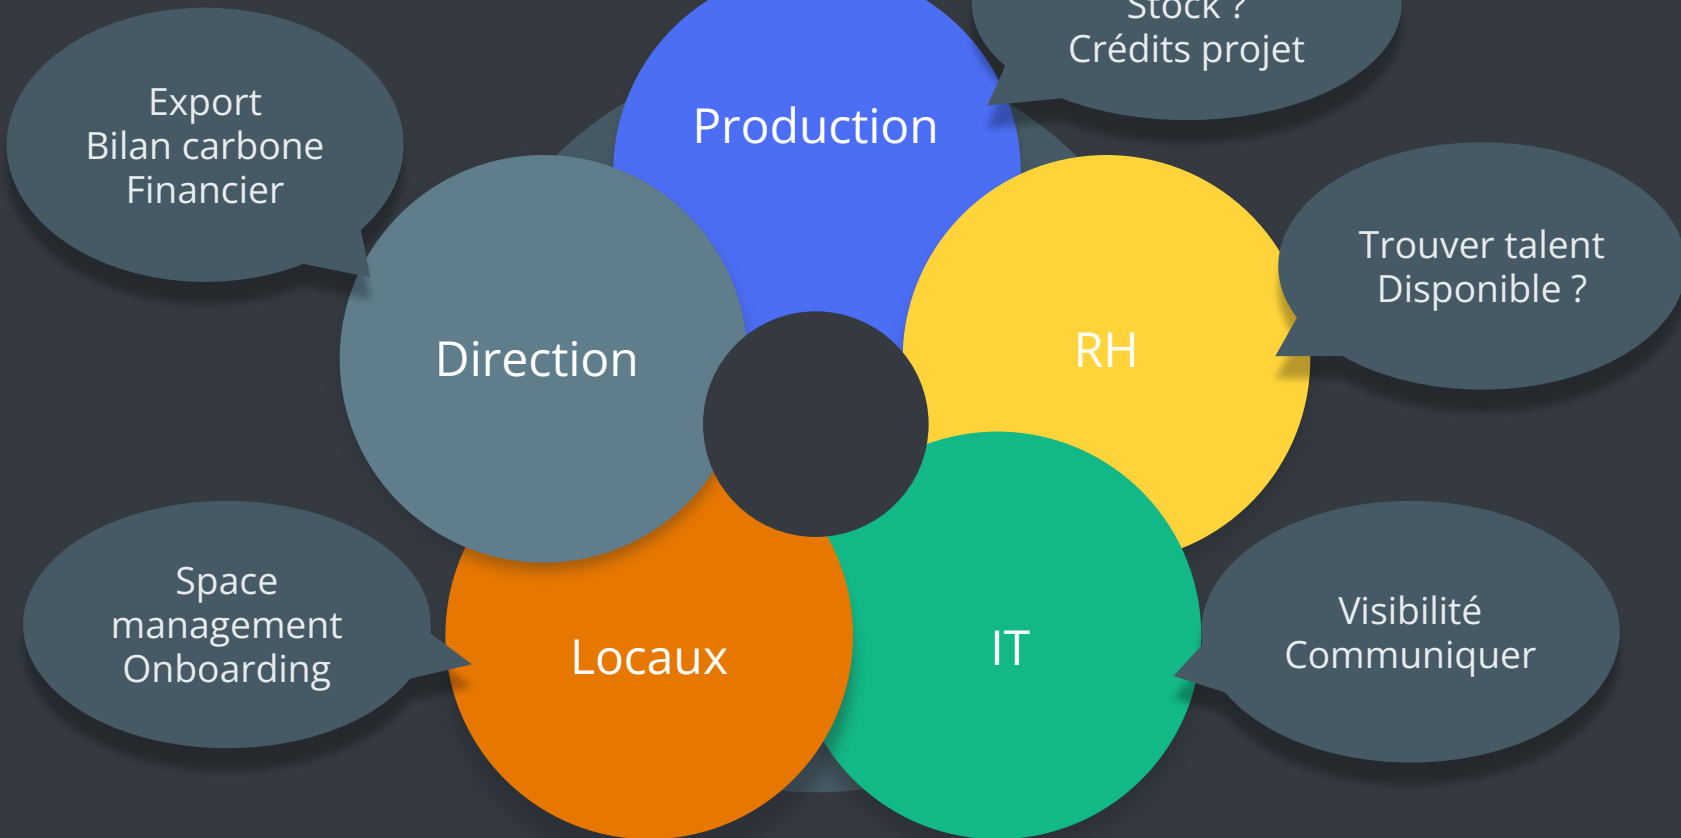 Stock ?
Crédits projet
Export
Bilan carbone
Financier
Production
Trouver talent
Disponible ?
Direction
RH
Space
management
Onboarding
Locaux
IT
Visibilité
Communiquer